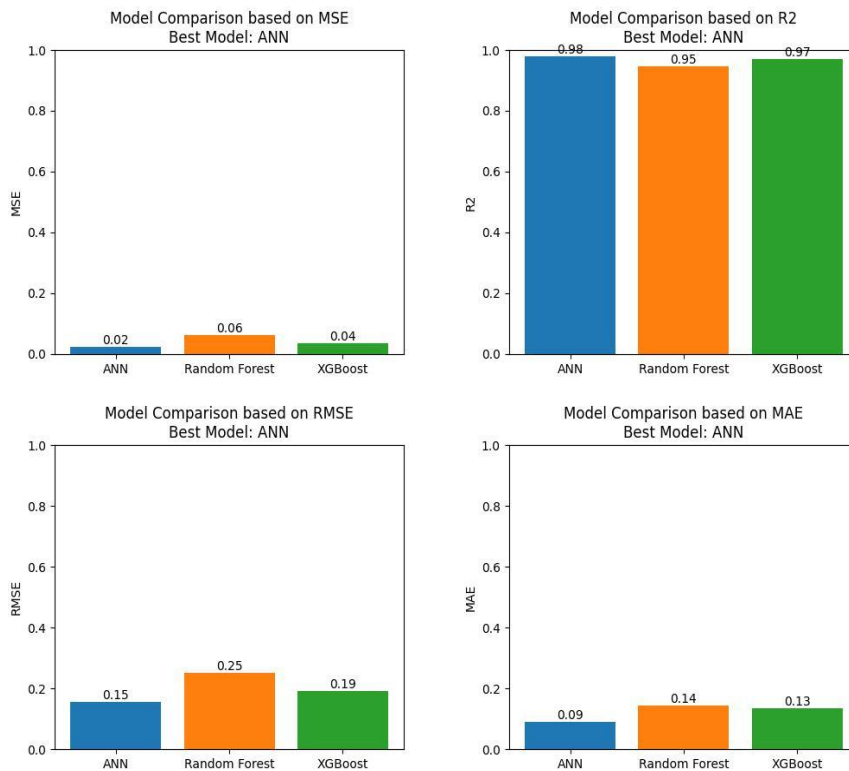 Model Comparison based on MSE
Best Model: ANN
MSE
1.0
0.8
0.6
0.4
0.2
0.0
0.02
0.06
0.04
ANN
Random Forest
XGBoost
Model Comparison based on R2
Best Model: ANN
R2
1.0
0.8
0.6
0.4
0.2
0.0
0.98
0.95
0.97
ANN
Random Forest
XGBoost
Model Comparison based on RMSE
Best Model: ANN
RMSE
1.0
0.8
0.6
0.4
0.2
0.0
0.15
0.25
0.19
ANN
Random Forest
XGBoost
Model Comparison based on MAE
Best Model: ANN
MAE
1.0
0.8
0.6
0.4
0.2
0.0
0.09
0.14
0.13
ANN
Random Forest
XGBoost